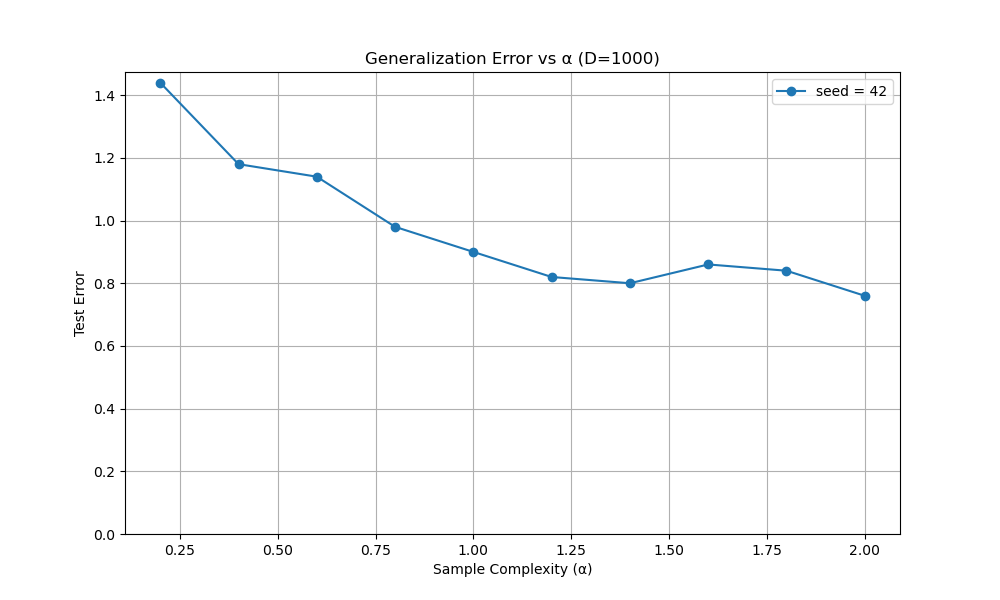 Generalization Error vs α (D=1000)
seed = 42
Test Error
1.4
1.2
1.0
0.8
0.6
0.4
0.2
0.0
0.25 0.50 0.75 1.00 1.25 1.50 1.75 2.00
Sample Complexity (α)